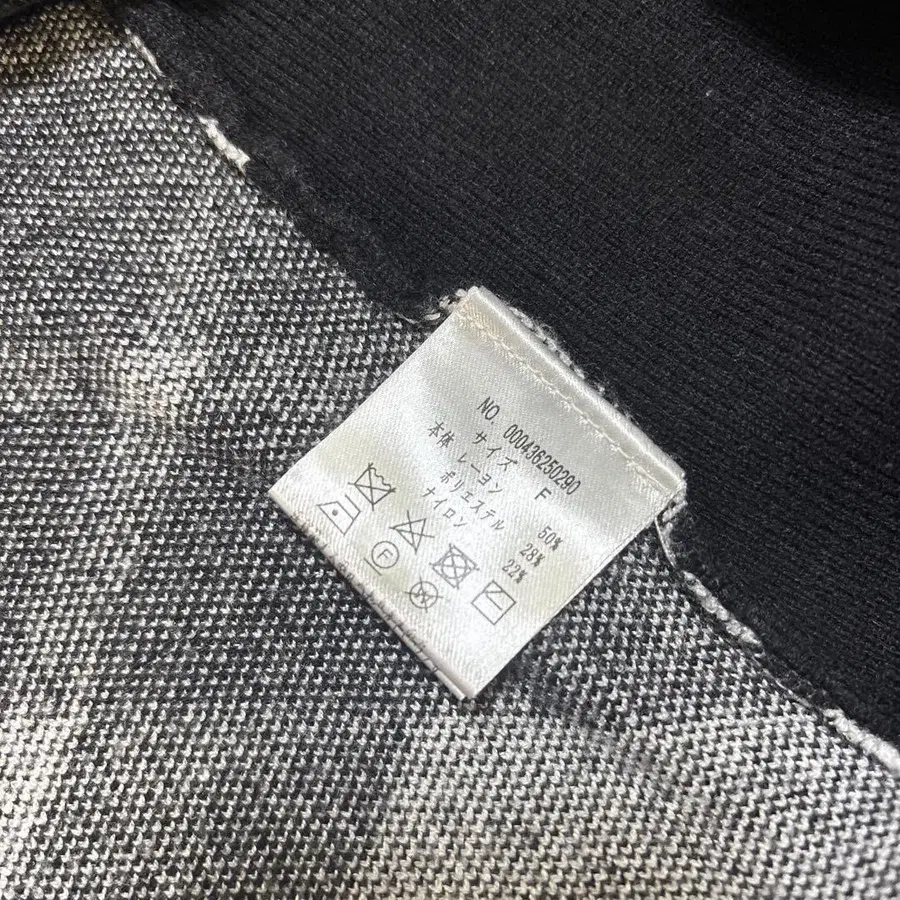 NO. 000436250290
サイズ F
本体 レーヨン 50%
ポリエステル 28%
ナイロン 22%
F